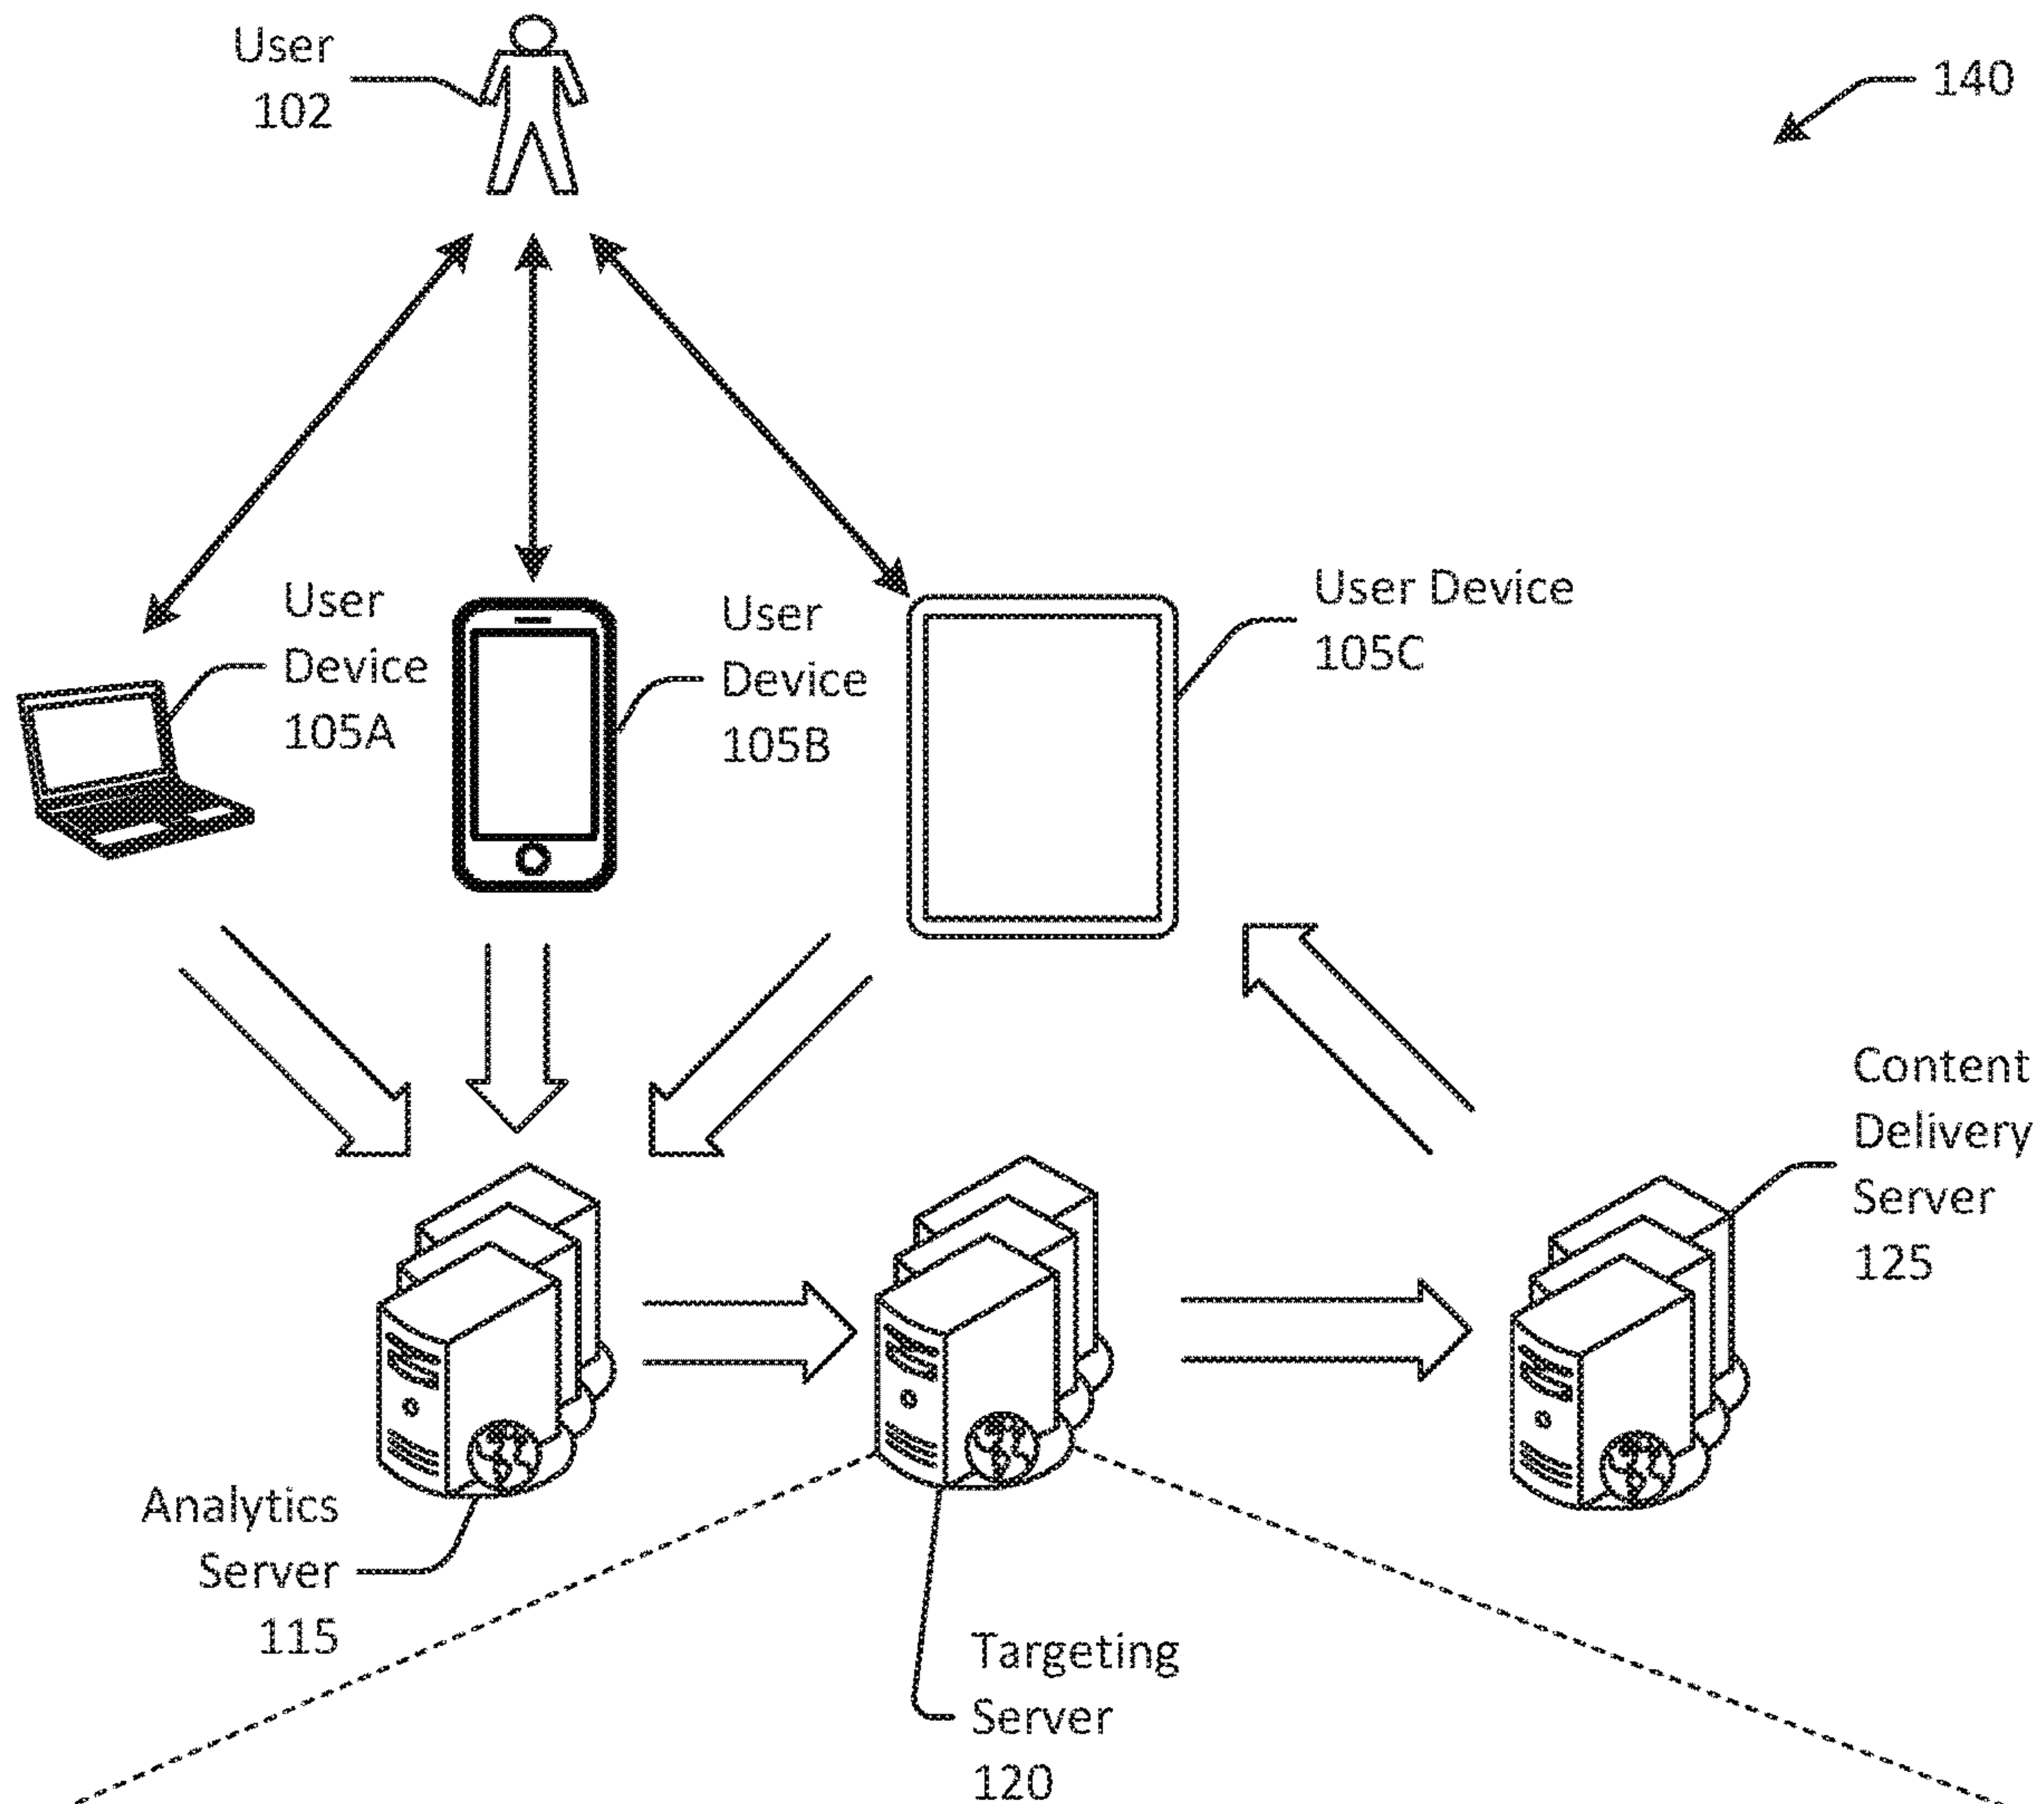 User
102
140
User
Device
105A
User
Device
105B
User Device
105C
Content
Delivery
Server
125
Analytics
Server
115
Targeting
Server
120